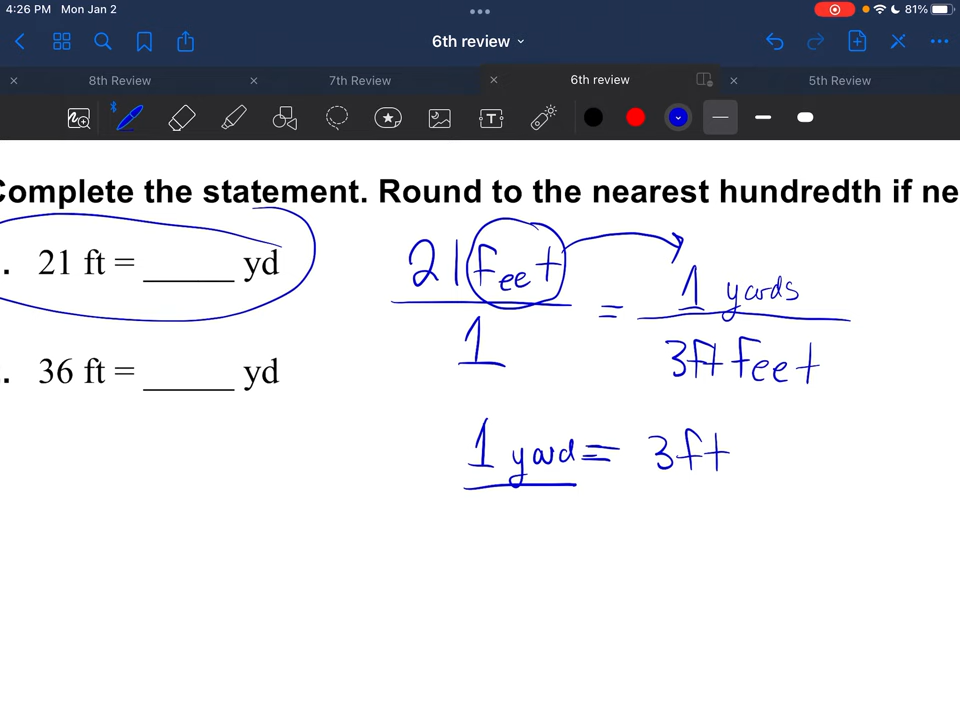 4:26 PM Mon Jan 2
81%
6th review
8th Review
7th Review
6th review
5th Review
Complete the statement. Round to the nearest hundredth if ne
. 21 ft = _____ yd
21 feet
1
=
1 yards
3ft Feet
. 36 ft = _____ yd
1 yard = 3ft